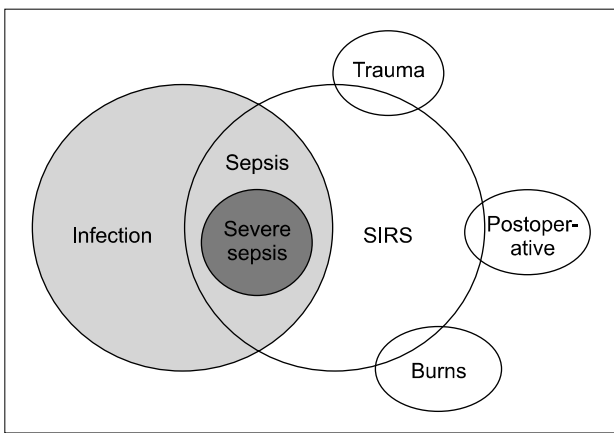 Trauma
Sepsis
Infection
Severe
sepsis
SIRS
Postoper-
ative
Burns